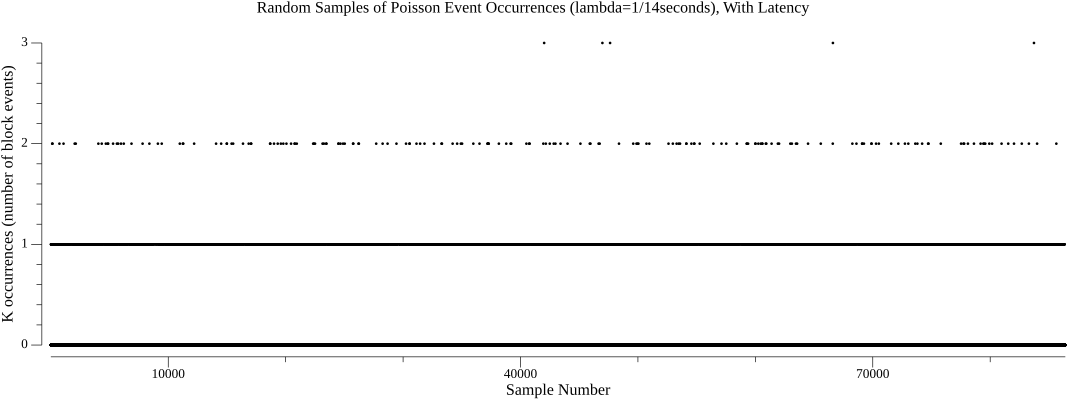 Random Samples of Poisson Event Occurrences (lambda=1/14seconds), With Latency
K occurrences (number of block events)
3
2
1
0
10000 40000 70000
Sample Number